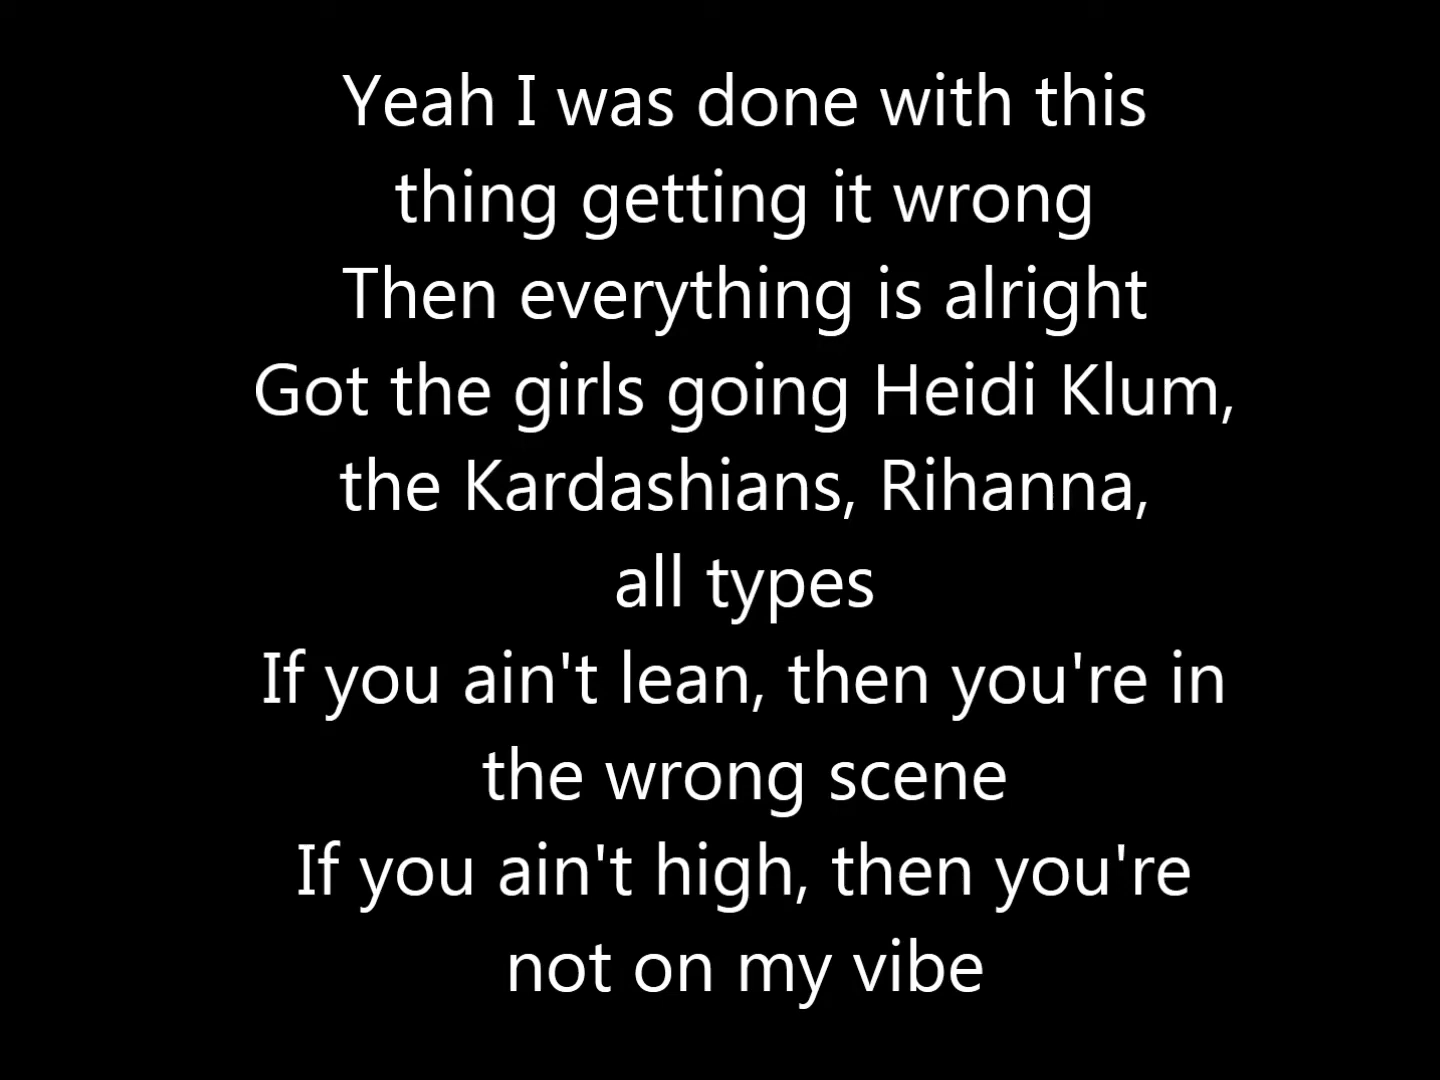 Yeah I was done with this
thing getting it wrong
Then everything is alright
Got the girls going Heidi Klum,
the Kardashians, Rihanna,
all types
If you ain't lean, then you're in
the wrong scene
If you ain't high, then you're
not on my vibe